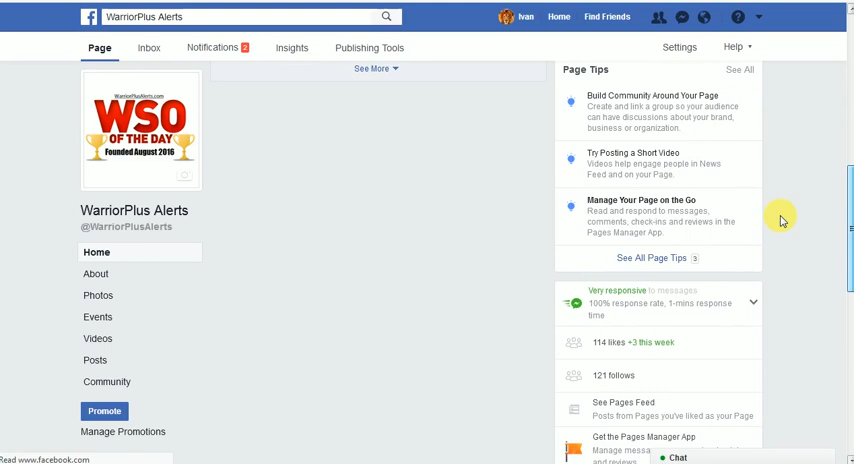 WarriorPlus Alerts
Ivan Home Find Friends
Page Inbox Notifications 2 Insights Publishing Tools Settings Help
See More
WarriorPlusAlerts.com
WSO
OF THE DAY
Founded August 2016
WarriorPlus Alerts
@WarriorPlusAlerts
Home
About
Photos
Events
Videos
Posts
Community
Promote
Manage Promotions
Read www.facebook.com
Page Tips See All
Build Community Around Your Page
Create and link a group so your audience
can have discussions about your brand,
business or organization.
Try Posting a Short Video
Videos help engage people in News
Feed and on your Page.
Manage Your Page on the Go
Read and respond to messages,
comments, check-ins and reviews in the
Pages Manager App.
See All Page Tips 3
Very responsive to messages
100% response rate, 1-mins response
time
114 likes +3 this week
121 follows
See Pages Feed
Posts from Pages you've liked as your Page
Get the Pages Manager App
Manage
and reviews
Chat